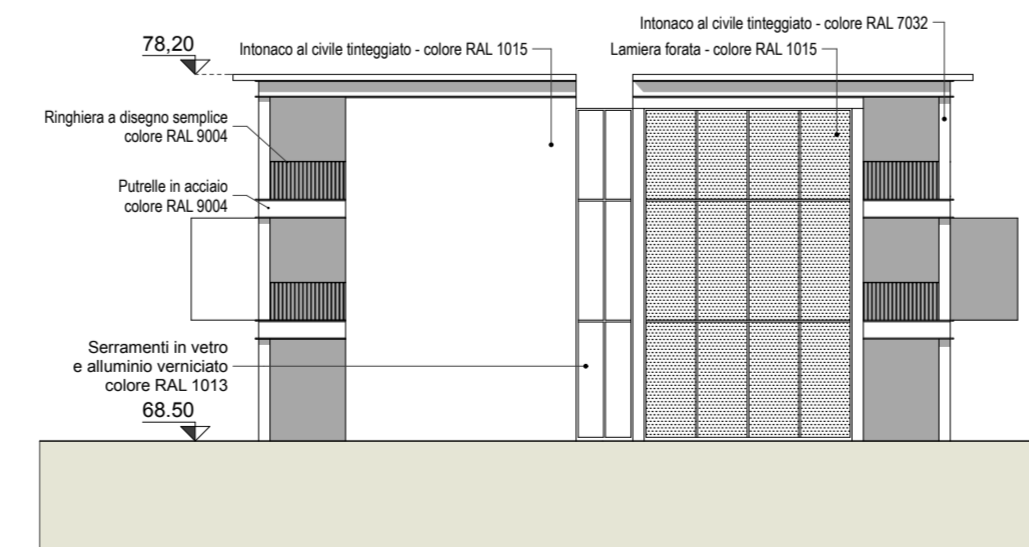 Intonaco al civile tinteggiato - colore RAL 7032
78,20
Intonaco al civile tinteggiato - colore RAL 1015
Lamiera forata - colore RAL 1015
Ringhiera a disegno semplice
colore RAL 9004
Putrelle in acciaio
colore RAL 9004
Serramenti in vetro
e alluminio verniciato
colore RAL 1013
68.50